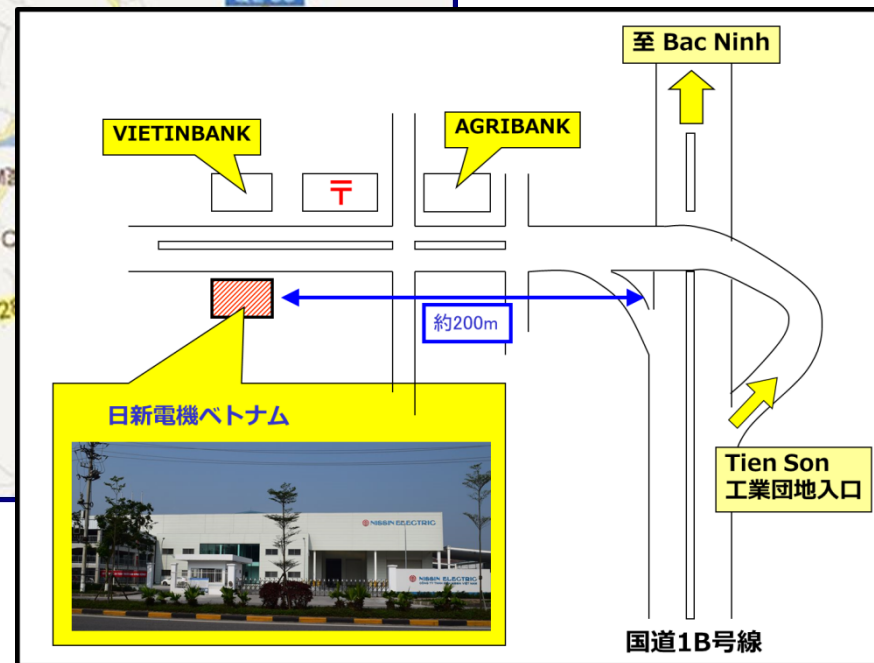 至 Bac Ninh
VIETINBANK
AGRIBANK
〒
約200m
日新電機ベトナム
NISSIN ELECTRIC
NISSIN ELECTRIC
Tien Son
工業団地入口
国道1B号線